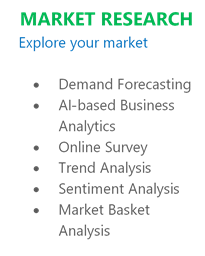 MARKET RESEARCH
Explore your market
• Demand Forecasting
• AI-based Business
Analytics
• Online Survey
• Trend Analysis
• Sentiment Analysis
• Market Basket
Analysis